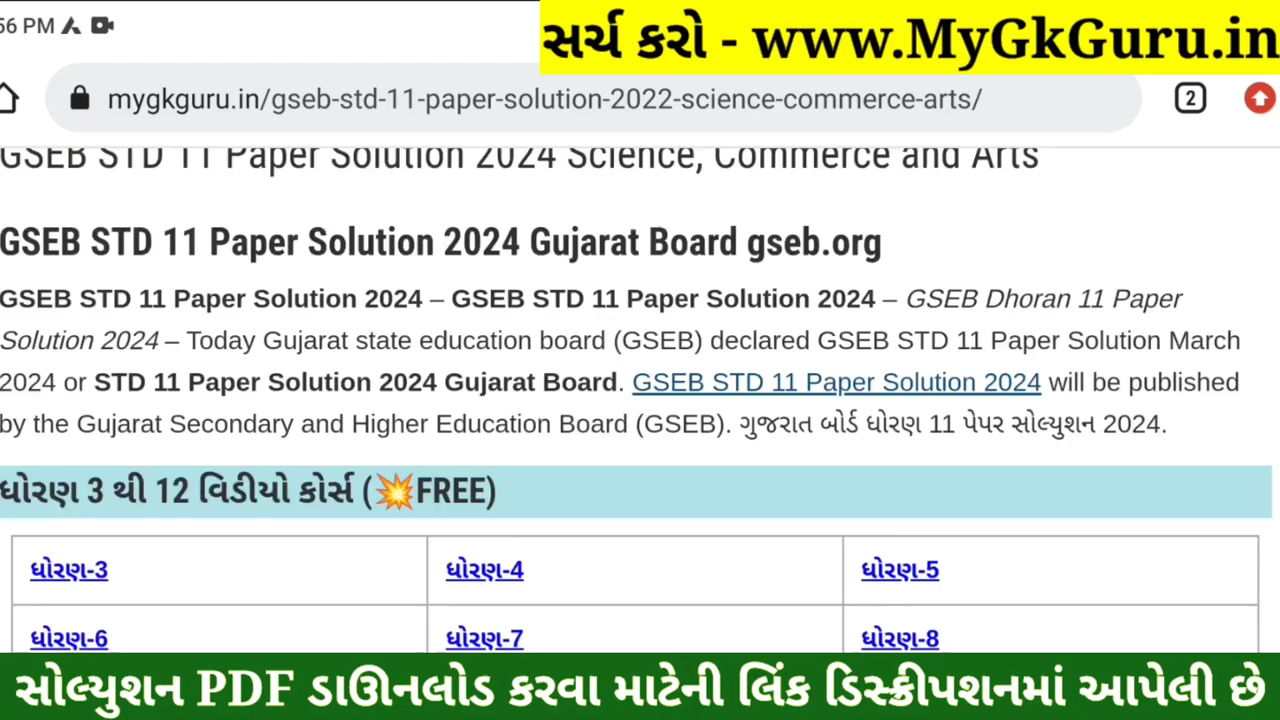 56 PM
સર્ચ કરો - www.MyGkGuru.in
mygkguru.in/gseb-std-11-paper-solution-2022-science-commerce-arts/
2
GSEB STD 11 Paper Solution 2024 Science, Commerce and Arts
GSEB STD 11 Paper Solution 2024 Gujarat Board gseb.org
GSEB STD 11 Paper Solution 2024 – GSEB STD 11 Paper Solution 2024 – GSEB Dhoran 11 Paper
Solution 2024 – Today Gujarat state education board (GSEB) declared GSEB STD 11 Paper Solution March
2024 or STD 11 Paper Solution 2024 Gujarat Board. GSEB STD 11 Paper Solution 2024 will be published
by the Gujarat Secondary and Higher Education Board (GSEB). ગુજરાત બોર્ડ ધોરણ 11 પેપર સોલ્યુશન 2024.
ધોરણ 3 થી 12 વિડીયો કોર્સ (💥FREE)
ધોરણ-3 ધોરણ-4 ધોરણ-5
ધોરણ-6 ધોરણ-7 ધોરણ-8
સોલ્યુશન PDF ડાઊનલોડ કરવા માટેની લિંક ડિસ્ક્રીપશનમાં આપેલી છે